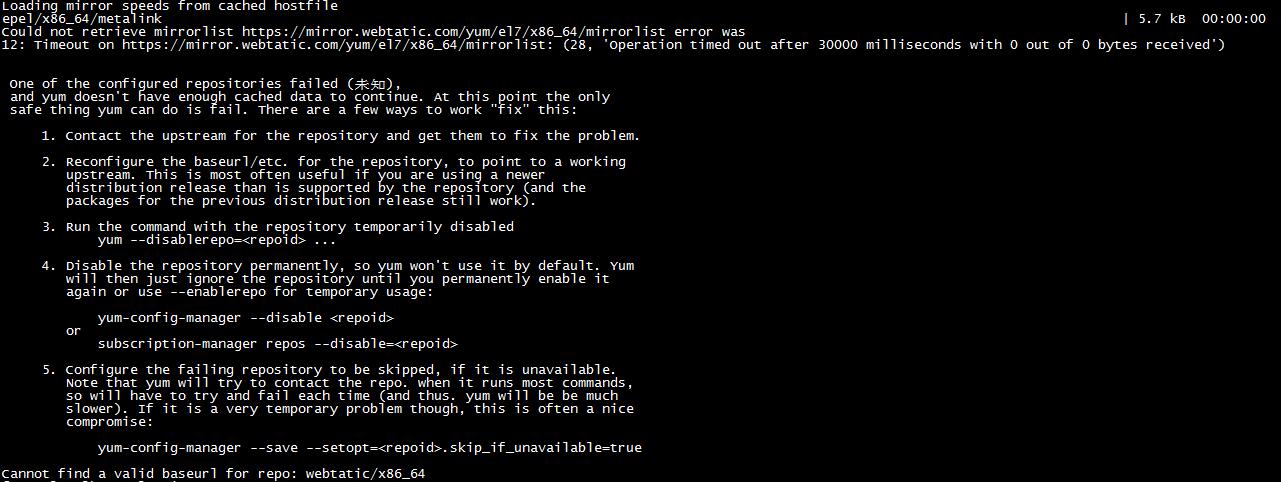 Loading mirror speeds from cached hostfile
epel/x86_64/metalink | 5.7 kB 00:00:00
Could not retrieve mirrorlist https://mirror.webtatic.com/yum/el7/x86_64/mirrorlist error was
12: Timeout on https://mirror.webtatic.com/yum/el7/x86_64/mirrorlist: (28, 'Operation timed out after 30000 milliseconds with 0 out of 0 bytes received')
One of the configured repositories failed (未知),
and yum doesn't have enough cached data to continue. At this point the only
safe thing yum can do is fail. There are a few ways to work "fix" this:
1. Contact the upstream for the repository and get them to fix the problem.
2. Reconfigure the baseurl/etc. for the repository, to point to a working
upstream. This is most often useful if you are using a newer
distribution release than is supported by the repository (and the
packages for the previous distribution release still work).
3. Run the command with the repository temporarily disabled
yum --disablerepo=<repoid> ...
4. Disable the repository permanently, so yum won't use it by default. Yum
will then just ignore the repository until you permanently enable it
again or use --enablerepo for temporary usage:
yum-config-manager --disable <repoid>
or
subscription-manager repos --disable=<repoid>
5. Configure the failing repository to be skipped, if it is unavailable.
Note that yum will try to contact the repo. when it runs most commands,
so will have to try and fail each time (and thus. yum will be be much
slower). If it is a very temporary problem though, this is often a nice
compromise:
yum-config-manager --save --setopt=<repoid>.skip_if_unavailable=true
Cannot find a valid baseurl for repo: webtatic/x86_64